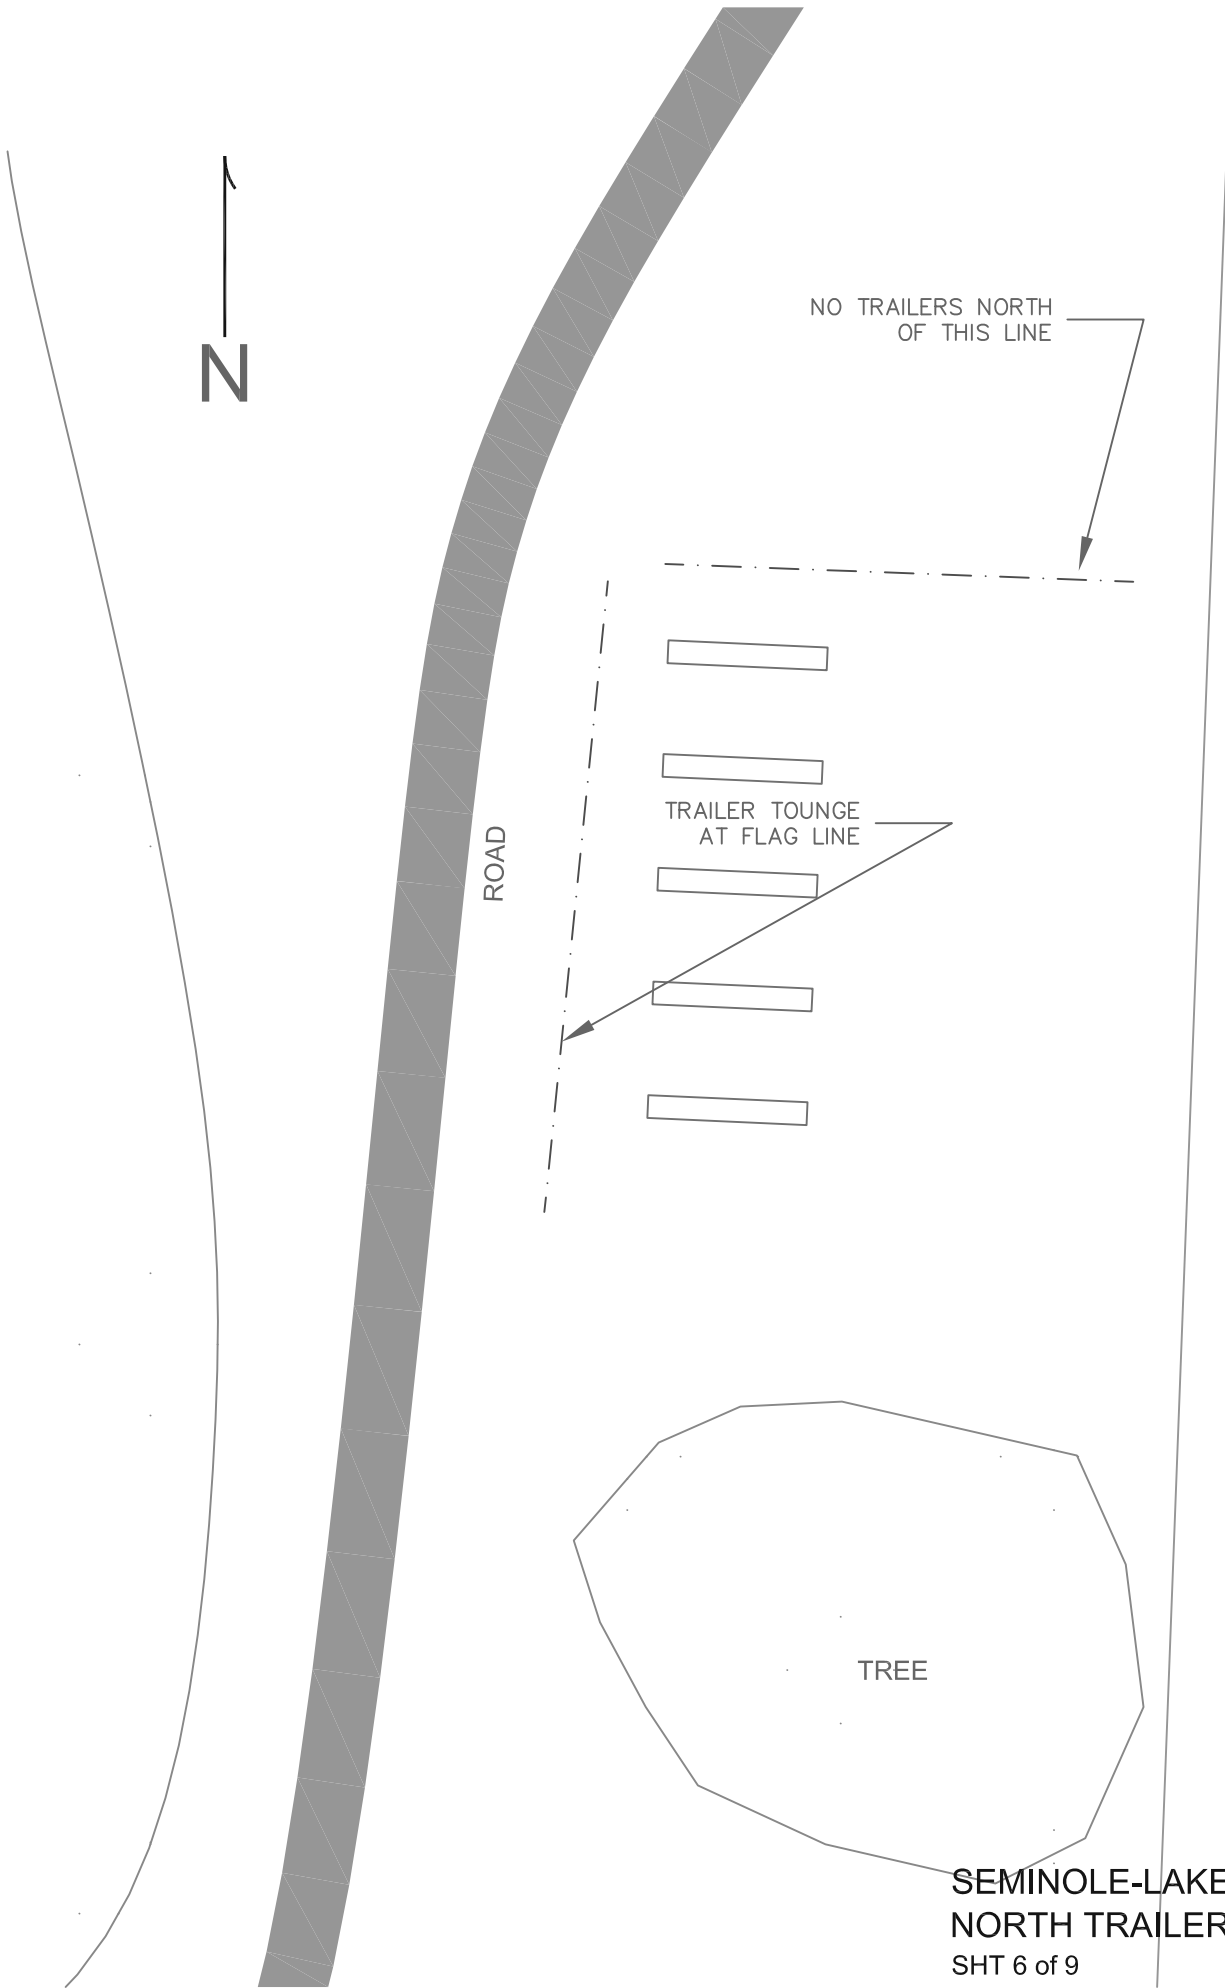 N
NO TRAILERS NORTH
OF THIS LINE
TRAILER TOUNGE
AT FLAG LINE
ROAD
TREE
SEMINOLE-LAKE
NORTH TRAILER
SHT 6 of 9